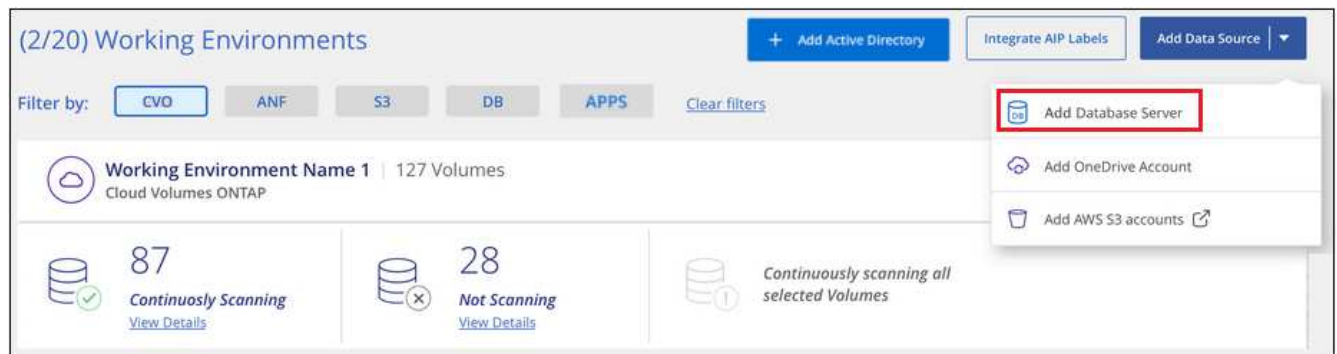 (2/20) Working Environments
+ Add Active Directory
Integrate AIP Labels
Add Data Source
Filter by:
CVO
ANF
S3
DB
APPS
Clear filters
DB
Add Database Server
Add OneDrive Account
Add AWS S3 accounts
Working Environment Name 1 | 127 Volumes
Cloud Volumes ONTAP
87
Continuosly Scanning
View Details
28
Not Scanning
View Details
Continuously scanning all
selected Volumes